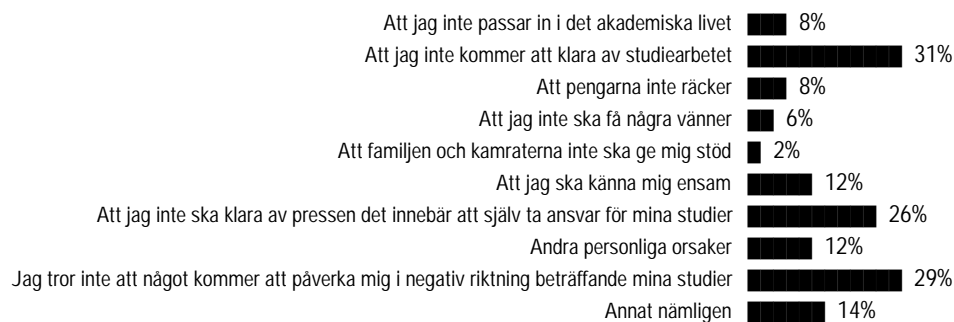 Att jag inte passar in i det akademiska livet 8%
Att jag inte kommer att klara av studiearbetet 31%
Att pengarna inte räcker 8%
Att jag inte ska få några vänner 6%
Att familjen och kamraterna inte ska ge mig stöd 2%
Att jag ska känna mig ensam 12%
Att jag inte ska klara av pressen det innebär att själv ta ansvar för mina studier 26%
Andra personliga orsaker 12%
Jag tror inte att något kommer att påverka mig i negativ riktning beträffande mina studier 29%
Annat nämligen 14%